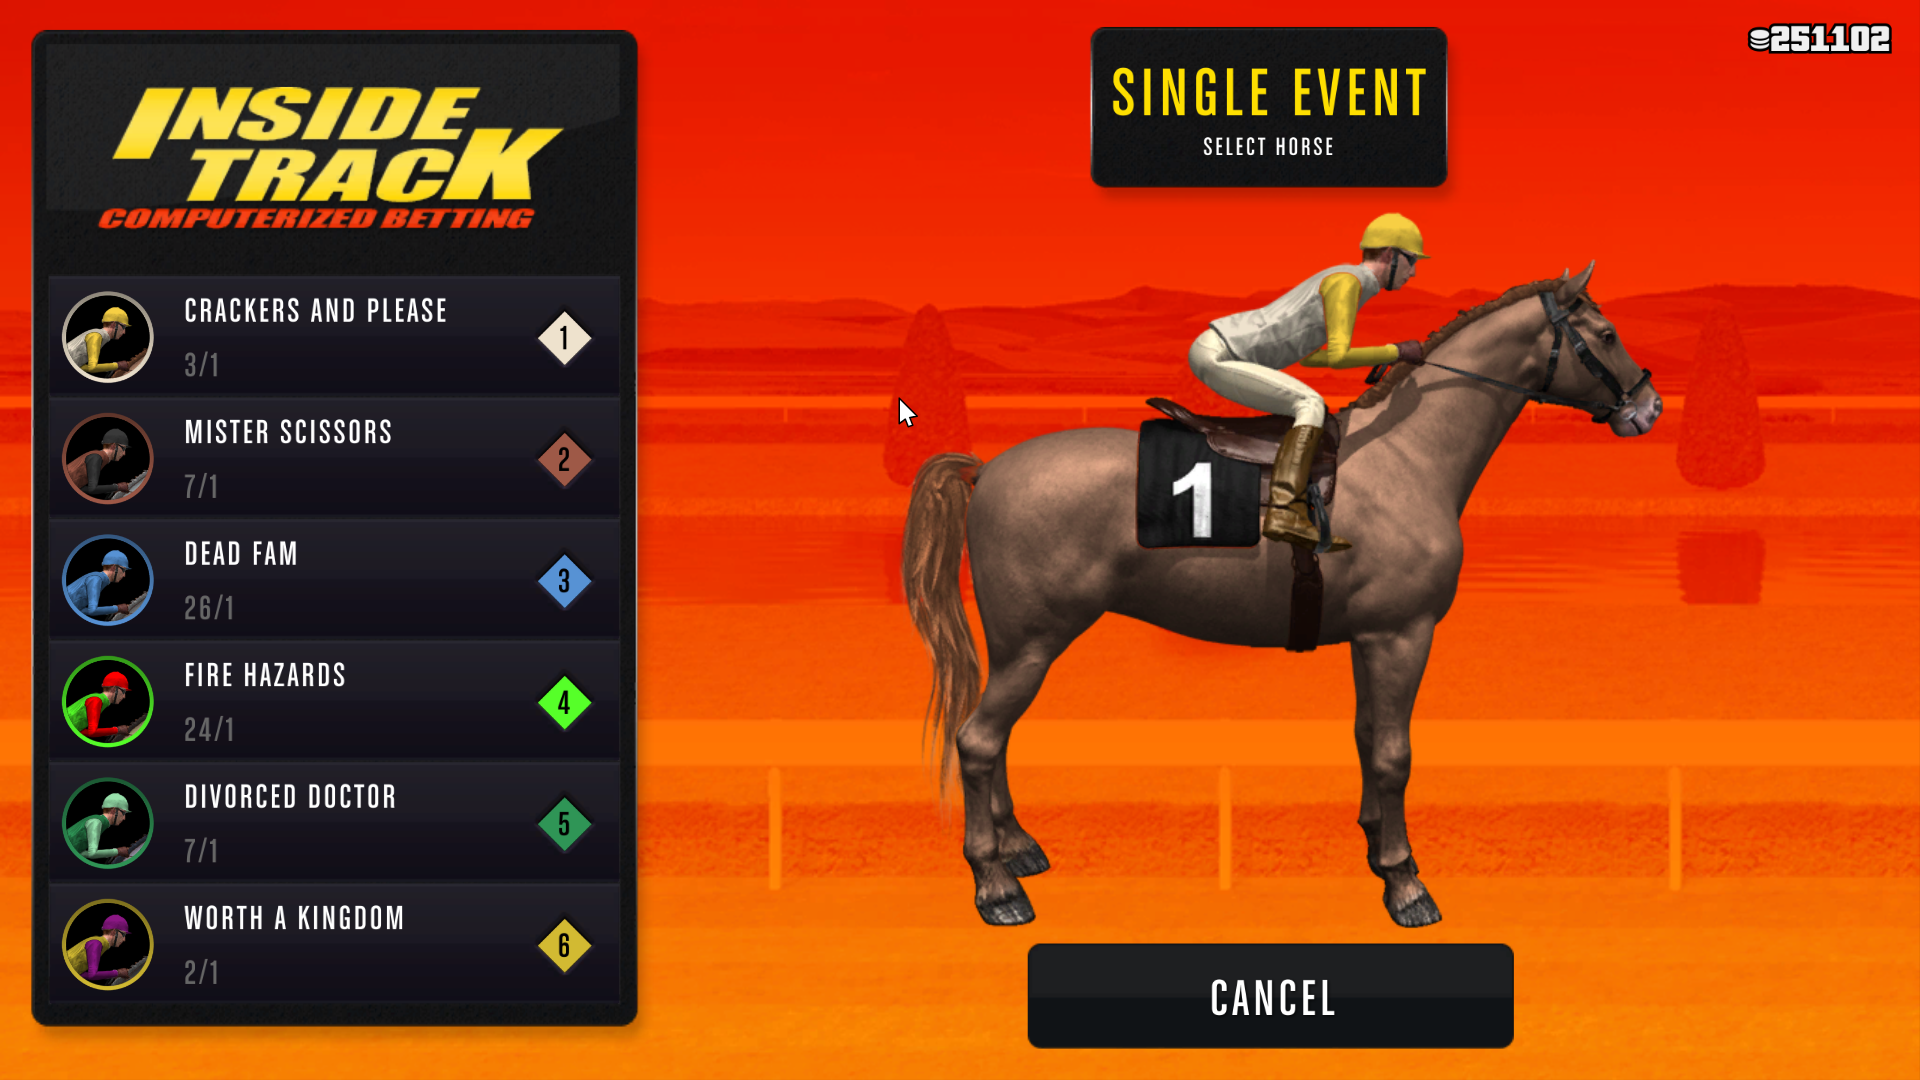 INSIDE
TRACK
COMPUTERIZED BETTING
CRACKERS AND PLEASE
3/1
1
MISTER SCISSORS
7/1
2
DEAD FAM
26/1
3
FIRE HAZARDS
24/1
4
DIVORCED DOCTOR
7/1
5
WORTH A KINGDOM
2/1
6
SINGLE EVENT
SELECT HORSE
251102
1
CANCEL